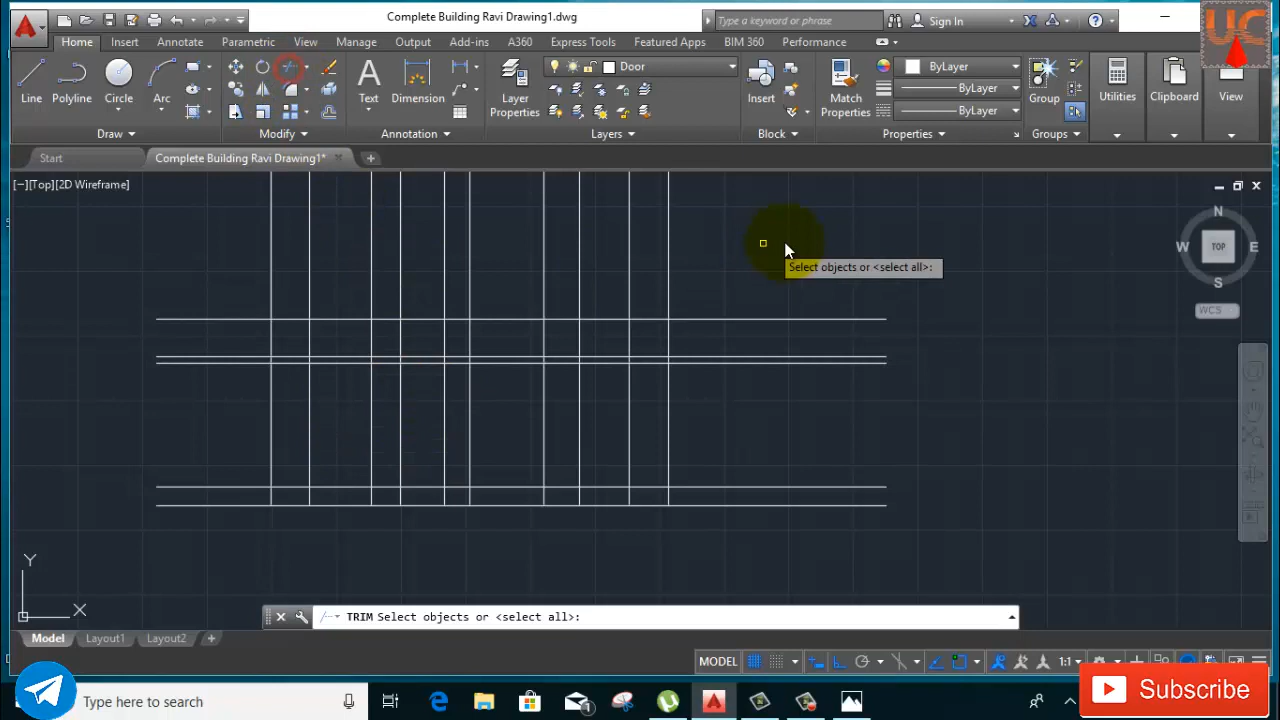 Complete Building Ravi Drawing1.dwg
Type a keyword or phrase
Sign In
UC
Home
Insert
Annotate
Parametric
View
Manage
Output
Add-ins
A360
Express Tools
Featured Apps
BIM 360
Performance
Line
Polyline
Circle
Arc
Text
Dimension
Layer
Properties
Door
Insert
Match
Properties
ByLayer
ByLayer
ByLayer
Group
Utilities
Clipboard
View
Draw
Modify
Annotation
Layers
Block
Properties
Groups
Start
Complete Building Ravi Drawing1*
[−][Top][2D Wireframe]
N
W
TOP
E
S
WCS
Select objects or <select all>:
Y
X
TRIM Select objects or <select all>:
Model
Layout1
Layout2
MODEL
1:1
Type here to search
1
Subscribe